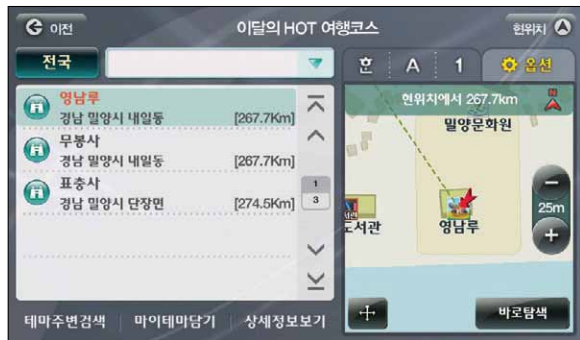 이전
이달의 HOT 여행코스
현위치
전국
혼 A 1 옵션
영남루
경남 밀양시 내일동 [267.7Km]
무봉사
경남 밀양시 내일동 [267.7Km]
표충사
경남 밀양시 단장면 [274.5Km]
1
3
테마주변검색
마이테마담기
상세정보보기
현위치에서 267.7km
밀양문화원
도서관
영남루
25m
바로탐색